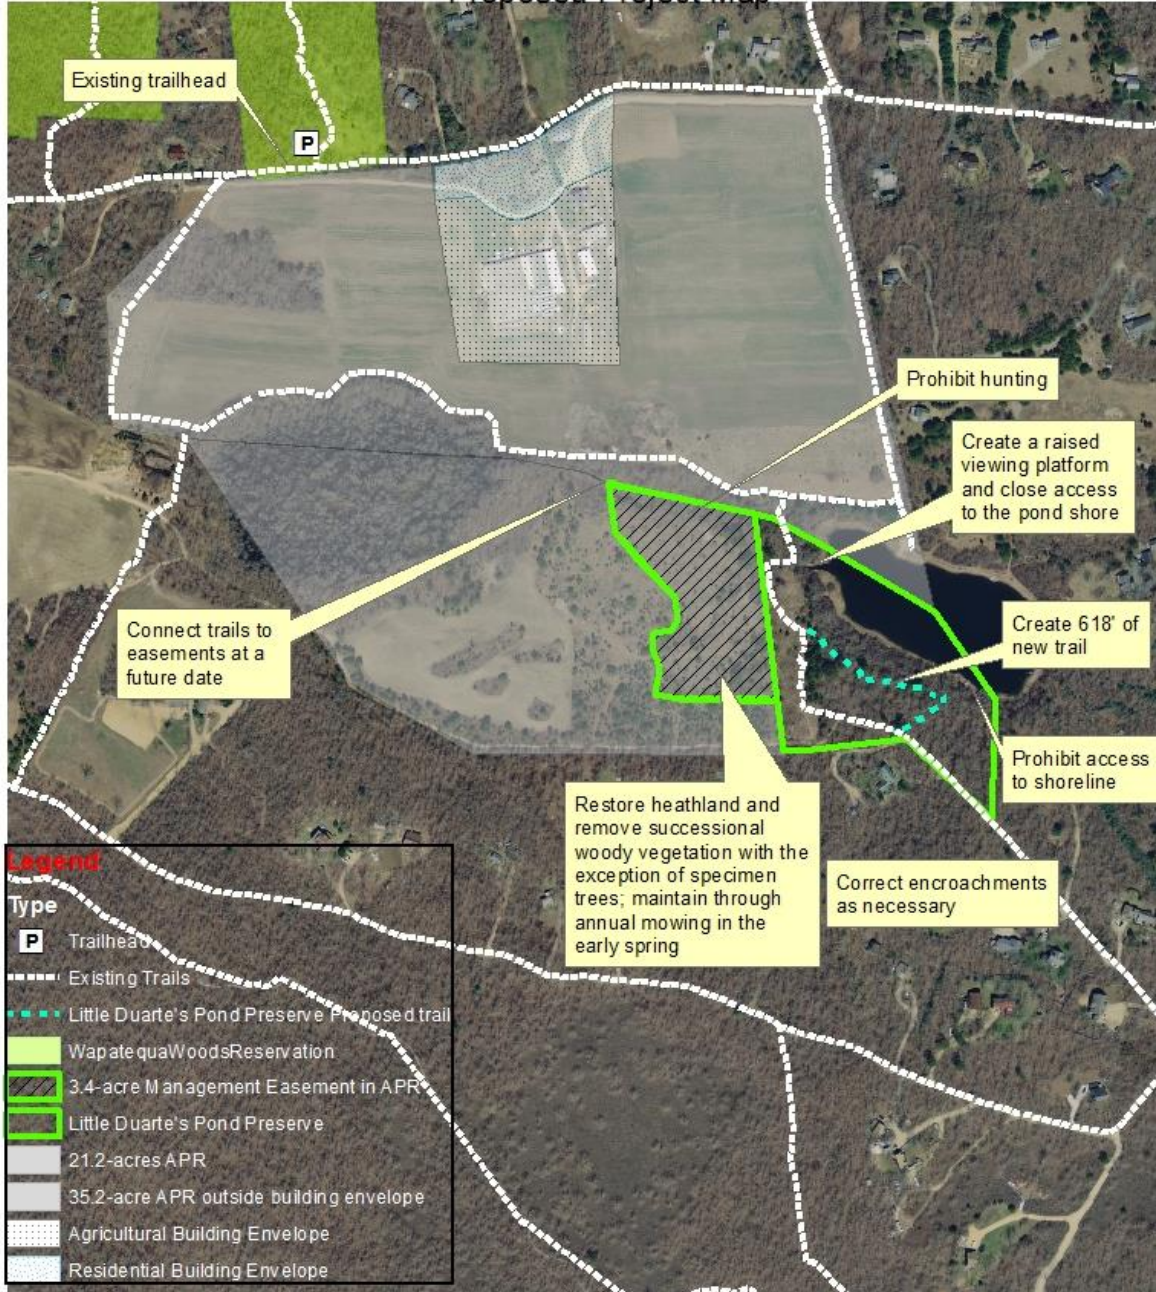 Proposed Project Map
Existing trailhead
P
Prohibit hunting
Create a raised
viewing platform
and close access
to the pond shore
Connect trails to
easements at a
future date
Create 618' of
new trail
Prohibit access
to shoreline
Restore heathland and
remove successional
woody vegetation with the
exception of specimen
trees; maintain through
annual mowing in the
early spring
Correct encroachments
as necessary
Legend
Type
P Trailhead
Existing Trails
Little Duarte's Pond Preserve Proposed trail
WapatequaWoodsReservation
3.4-acre Management Easement in APR
Little Duarte's Pond Preserve
21.2-acres APR
35.2-acre APR outside building envelope
Agricultural Building Envelope
Residential Building Envelope